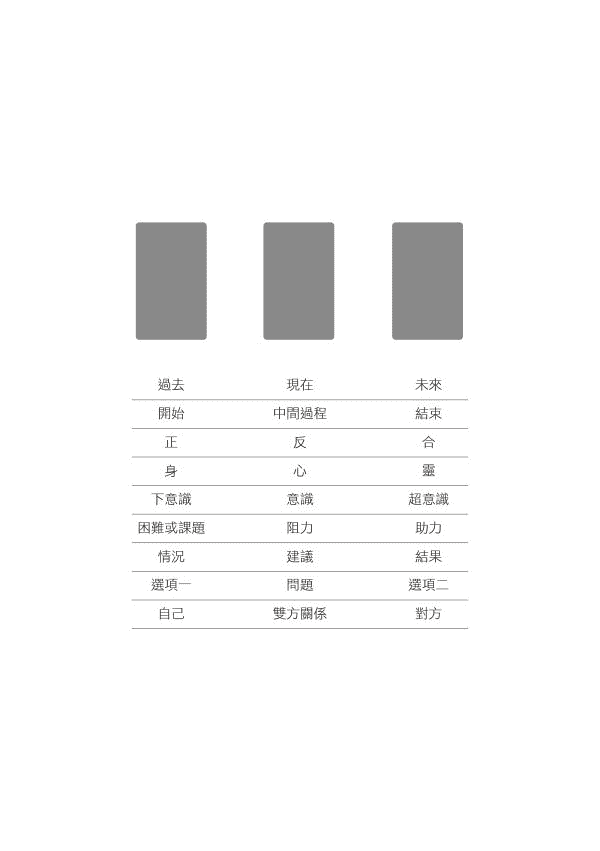 過去 現在 未來
開始 中間過程 結束
正 反 合
身 心 靈
下意識 意識 超意識
困難或課題 阻力 助力
情況 建議 結果
選項一 問題 選項二
自己 雙方關係 對方